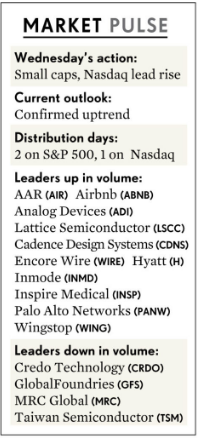 MARKET PULSE
Wednesday's action:
Small caps, Nasdaq lead rise
Current outlook:
Confirmed uptrend
Distribution days:
2 on S&P 500, 1 on Nasdaq
Leaders up in volume:
AAR (AIR) Airbnb (ABNB)
Analog Devices (ADI)
Lattice Semiconductor (LSCC)
Cadence Design Systems (CDNS)
Encore Wire (WIRE) Hyatt (H)
Inmode (INMD)
Inspire Medical (INSP)
Palo Alto Networks (PANW)
Wingstop (WING)
Leaders down in volume:
Credo Technology (CRDO)
GlobalFoundries (GFS)
MRC Global (MRC)
Taiwan Semiconductor (TSM)